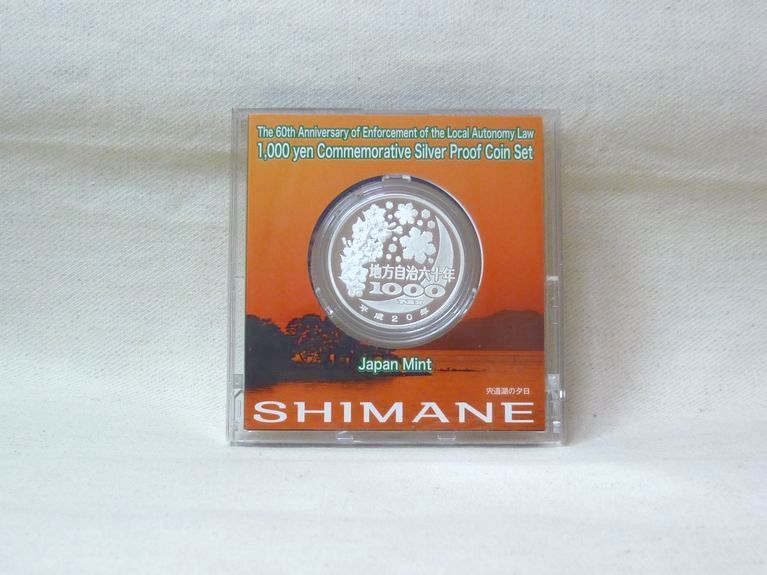 The 60th Anniversary of Enforcement of the Local Autonomy Law
1,000 yen Commemorative Silver Proof Coin Set
地方自治六十年
1000
YEN
平成20年
Japan Mint
宍道湖の夕日
SHIMANE